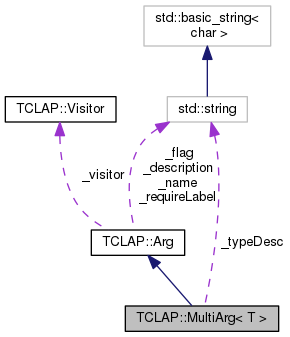 std::basic_string<
char >
TCLAP::Visitor
std::string
_visitor
_flag
_description
_name
_requireLabel
TCLAP::Arg
_typeDesc
TCLAP::MultiArg< T >